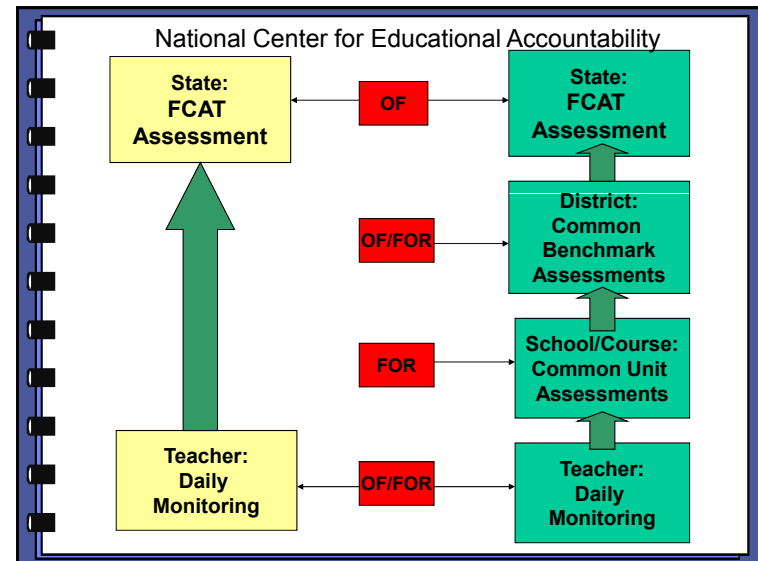 National Center for Educational Accountability
State:
FCAT
Assessment
OF
State:
FCAT
Assessment
OF/FOR
District:
Common
Benchmark
Assessments
FOR
School/Course:
Common Unit
Assessments
Teacher:
Daily
Monitoring
OF/FOR
Teacher:
Daily
Monitoring